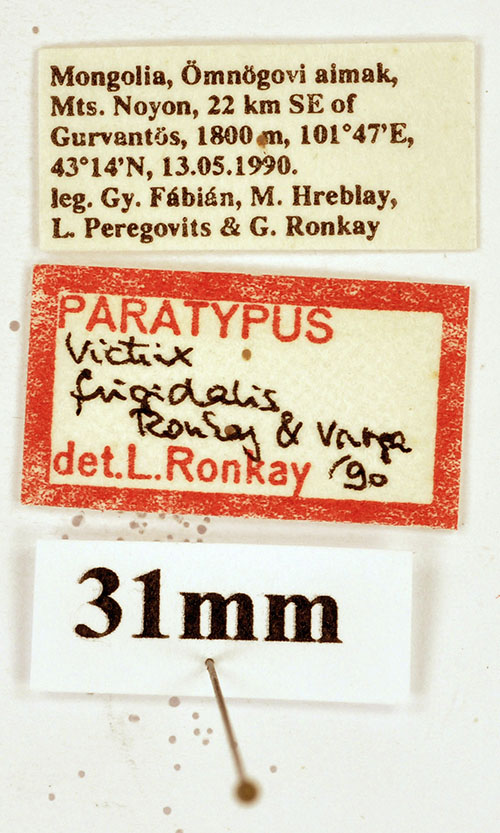 Mongolia, Ömnögovi aimak,
Mts. Noyon, 22 km SE of
Gurvantös, 1800 m, 101°47'E,
43°14'N, 13.05.1990.
leg. Gy. Fábián, M. Hreblay,
L. Peregovits & G. Ronkay
PARATYPUS
Victrix
frigidalis
Ronkay & Varga
det.L.Ronkay '90
31mm